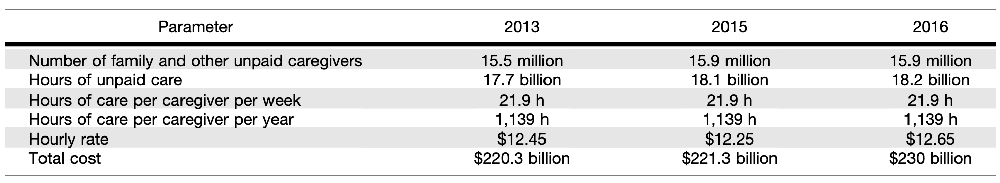 Parameter 2013 2015 2016
Number of family and other unpaid caregivers 15.5 million 15.9 million 15.9 million
Hours of unpaid care 17.7 billion 18.1 billion 18.2 billion
Hours of care per caregiver per week 21.9 h 21.9 h 21.9 h
Hours of care per caregiver per year 1,139 h 1,139 h 1,139 h
Hourly rate $12.45 $12.25 $12.65
Total cost $220.3 billion $221.3 billion $230 billion